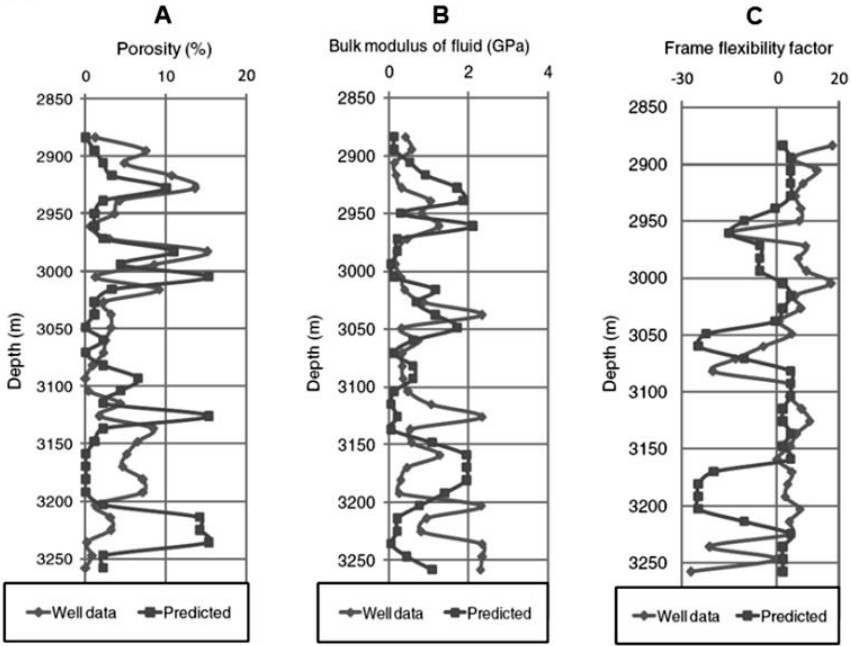 A
Porosity (%)
0 10 20
2850
2900
2950
3000
3050
3100
3150
3200
3250
Depth (m)
Well data Predicted
B
Bulk modulus of fluid (GPa)
0 2 4
2850
2900
2950
3000
3050
3100
3150
3200
3250
Depth (m)
Well data Predicted
C
Frame flexibility factor
-30 0 20
2850
2900
2950
3000
3050
3100
3150
3200
3250
Depth (m)
Well data Predicted